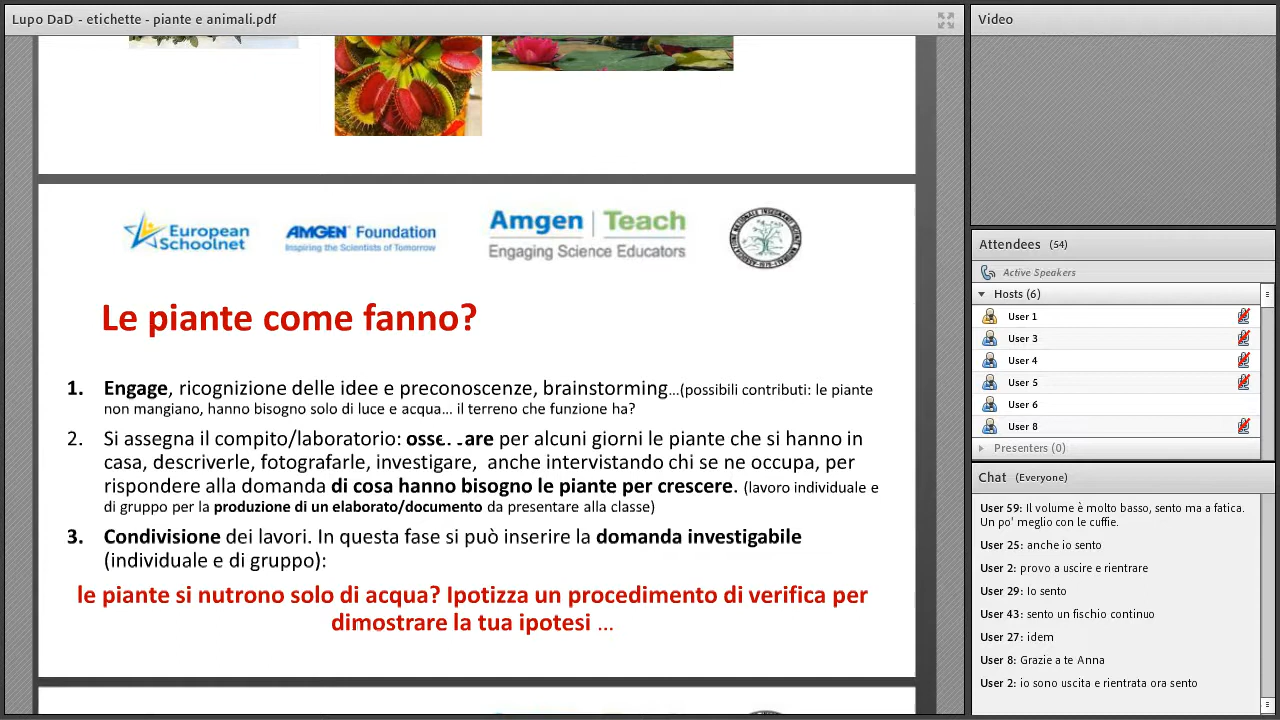 Lupo DaD - etichette - piante e animali.pdf
European
Schoolnet
AMGEN Foundation
Inspiring the Scientists of Tomorrow
Amgen | Teach
Engaging Science Educators
Le piante come fanno?
1. Engage, ricognizione delle idee e preconoscenze, brainstorming...(possibili contributi: le piante
non mangiano, hanno bisogno solo di luce e acqua... il terreno che funzione ha?
2. Si assegna il compito/laboratorio: per alcuni giorni le piante che si hanno in
casa, descriverle, fotografarle, investigare, anche intervistando chi se ne occupa, per
rispondere alla domanda di cosa hanno bisogno le piante per crescere. (lavoro individuale e
di gruppo per la produzione di un elaborato/documento da presentare alla classe)
3. Condivisione dei lavori. In questa fase si può inserire la domanda investigabile
(individuale e di gruppo):
le piante si nutrono solo di acqua? Ipotizza un procedimento di verifica per
dimostrare la tua ipotesi ...
Video
Attendees (54)
Active Speakers
Hosts (6)
User 1
User 3
User 4
User 5
User 6
User 8
Presenters (0)
Chat (Everyone)
User 59: Il volume è molto basso, sento ma a fatica.
Un po' meglio con le cuffie.
User 25: anche io sento
User 2: provo a uscire e rientrare
User 29: Io sento
User 43: sento un fischio continuo
User 27: idem
User 8: Grazie a te Anna
User 2: io sono uscita e rientrata ora sento